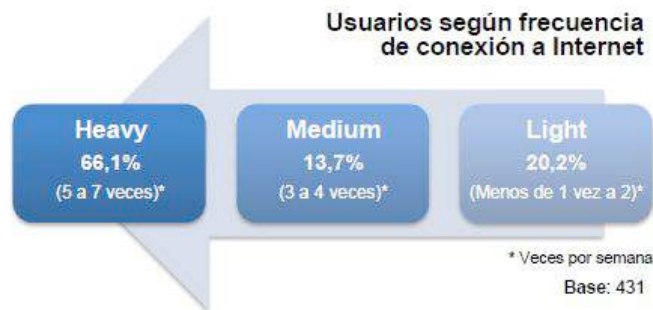 Usuarios según frecuencia
de conexión a Internet
Heavy
66,1%
(5 a 7 veces)*
Medium
13,7%
(3 a 4 veces)*
Light
20,2%
(Menos de 1 vez a 2)*
* Veces por semana
Base: 431